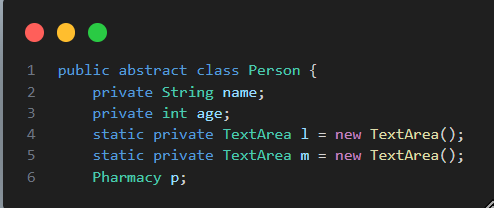 1 public abstract class Person {
2 private String name;
3 private int age;
4 static private TextArea l = new TextArea();
5 static private TextArea m = new TextArea();
6 Pharmacy p;